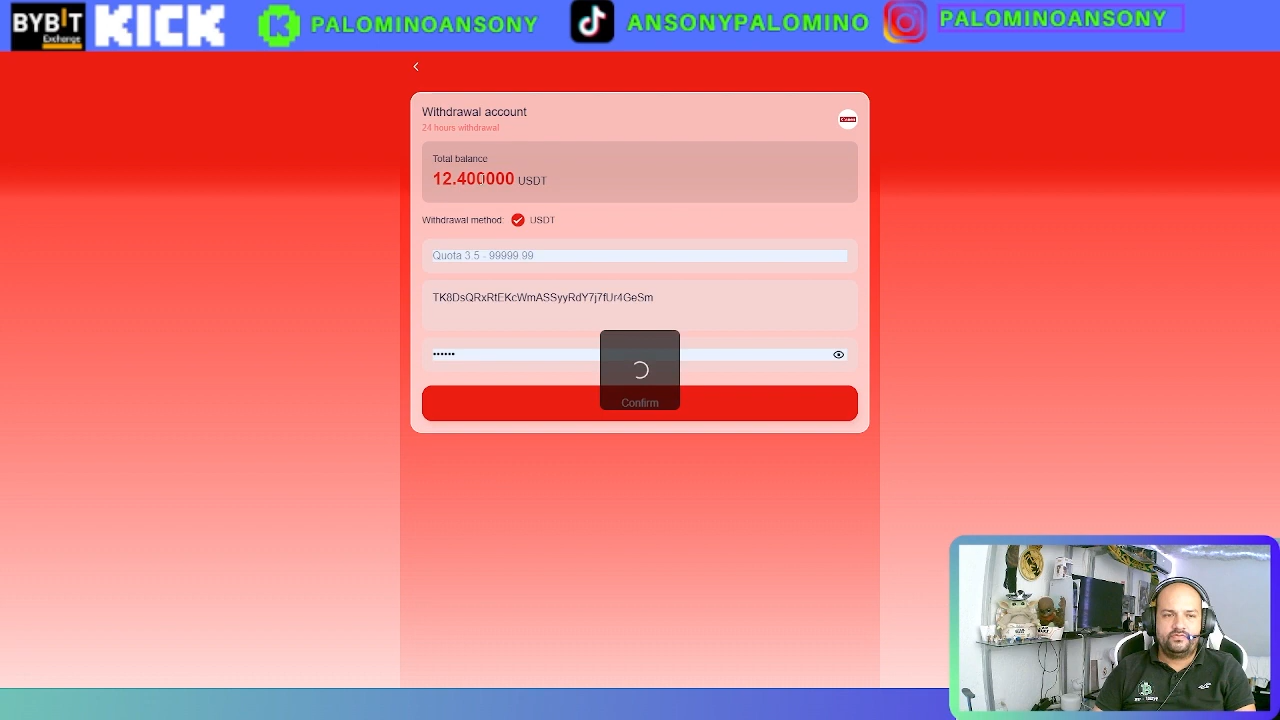 BYBIT Exchange KICK PALOMINOANSONY ANSONYPALOMINO PALOMINOANSONY
Withdrawal account
24 hours withdrawal
Total balance
12.400000 USDT
Withdrawal method: USDT
Quota 3.5 - 99999.99
TK8DsQRxRtEKcWmASSyyRdY7j7fUr4GeSm
••••••
Confirm